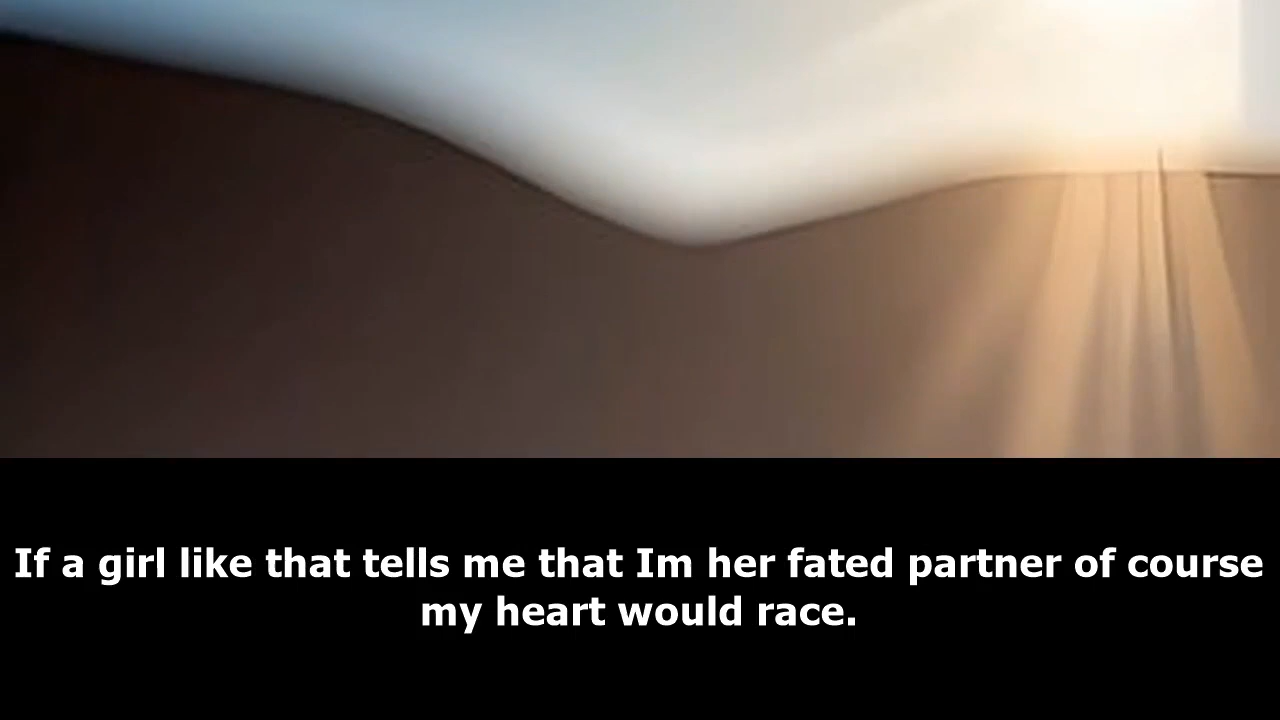 If a girl like that tells me that Im her fated partner of course
my heart would race.